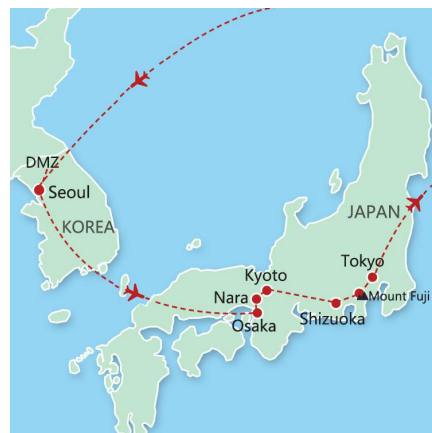 DMZ
Seoul
KOREA
JAPAN
Tokyo
Kyoto
Mount Fuji
Nara
Osaka
Shizuoka